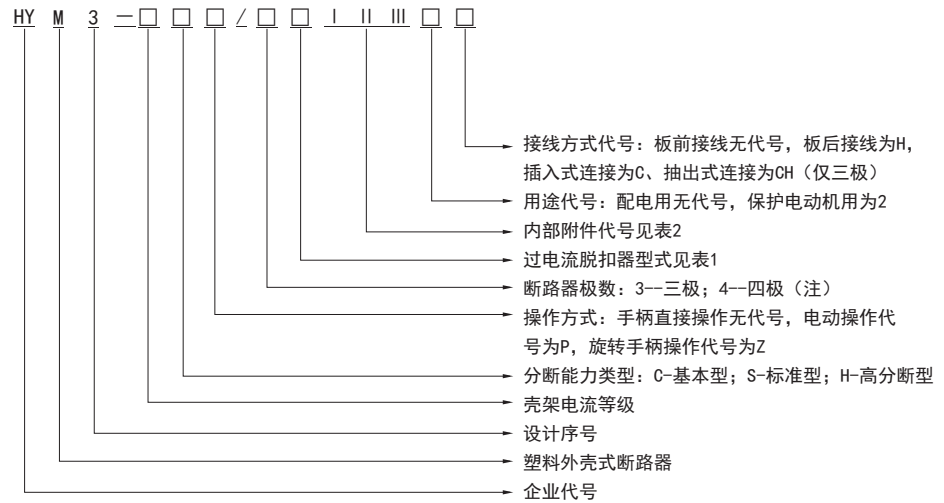 HY M 3 —□ □ □ / □ □ I II III □ □
接线方式代号：板前接线无代号，板后接线为H，
插入式连接为C、抽出式连接为CH（仅三极）
用途代号：配电用无代号，保护电动机用为2
内部附件代号见表2
过电流脱扣器型式见表1
断路器极数：3--三极；4--四极（注）
操作方式：手柄直接操作无代号，电动操作代
号为P，旋转手柄操作代号为Z
分断能力类型：C-基本型；S-标准型；H-高分断型
壳架电流等级
设计序号
塑料外壳式断路器
企业代号